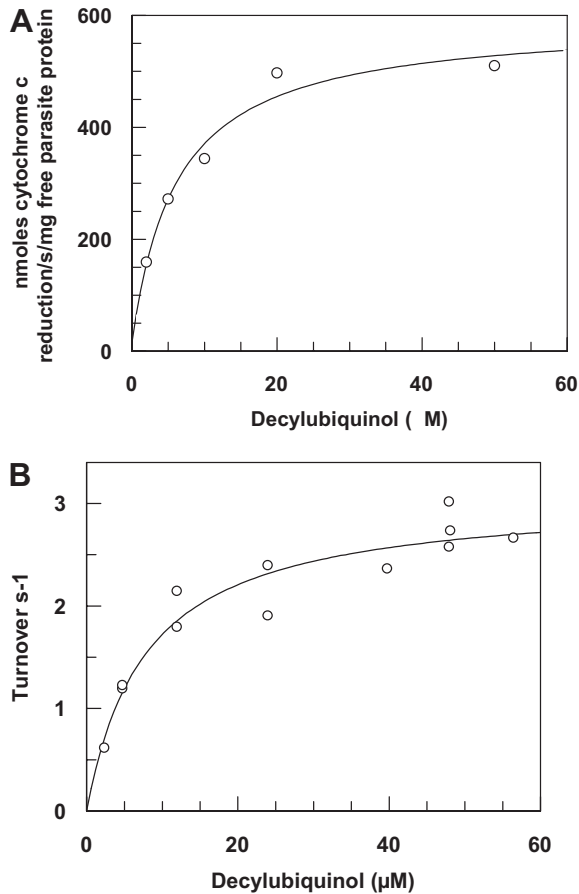 A
nmoles cytochrome c
reduction/s/mg free parasite protein
600
400
200
0
0 20 40 60
Decylubiquinol ( M)
B
Turnover s-1
3
2
1
0
0 20 40 60
Decylubiquinol (µM)